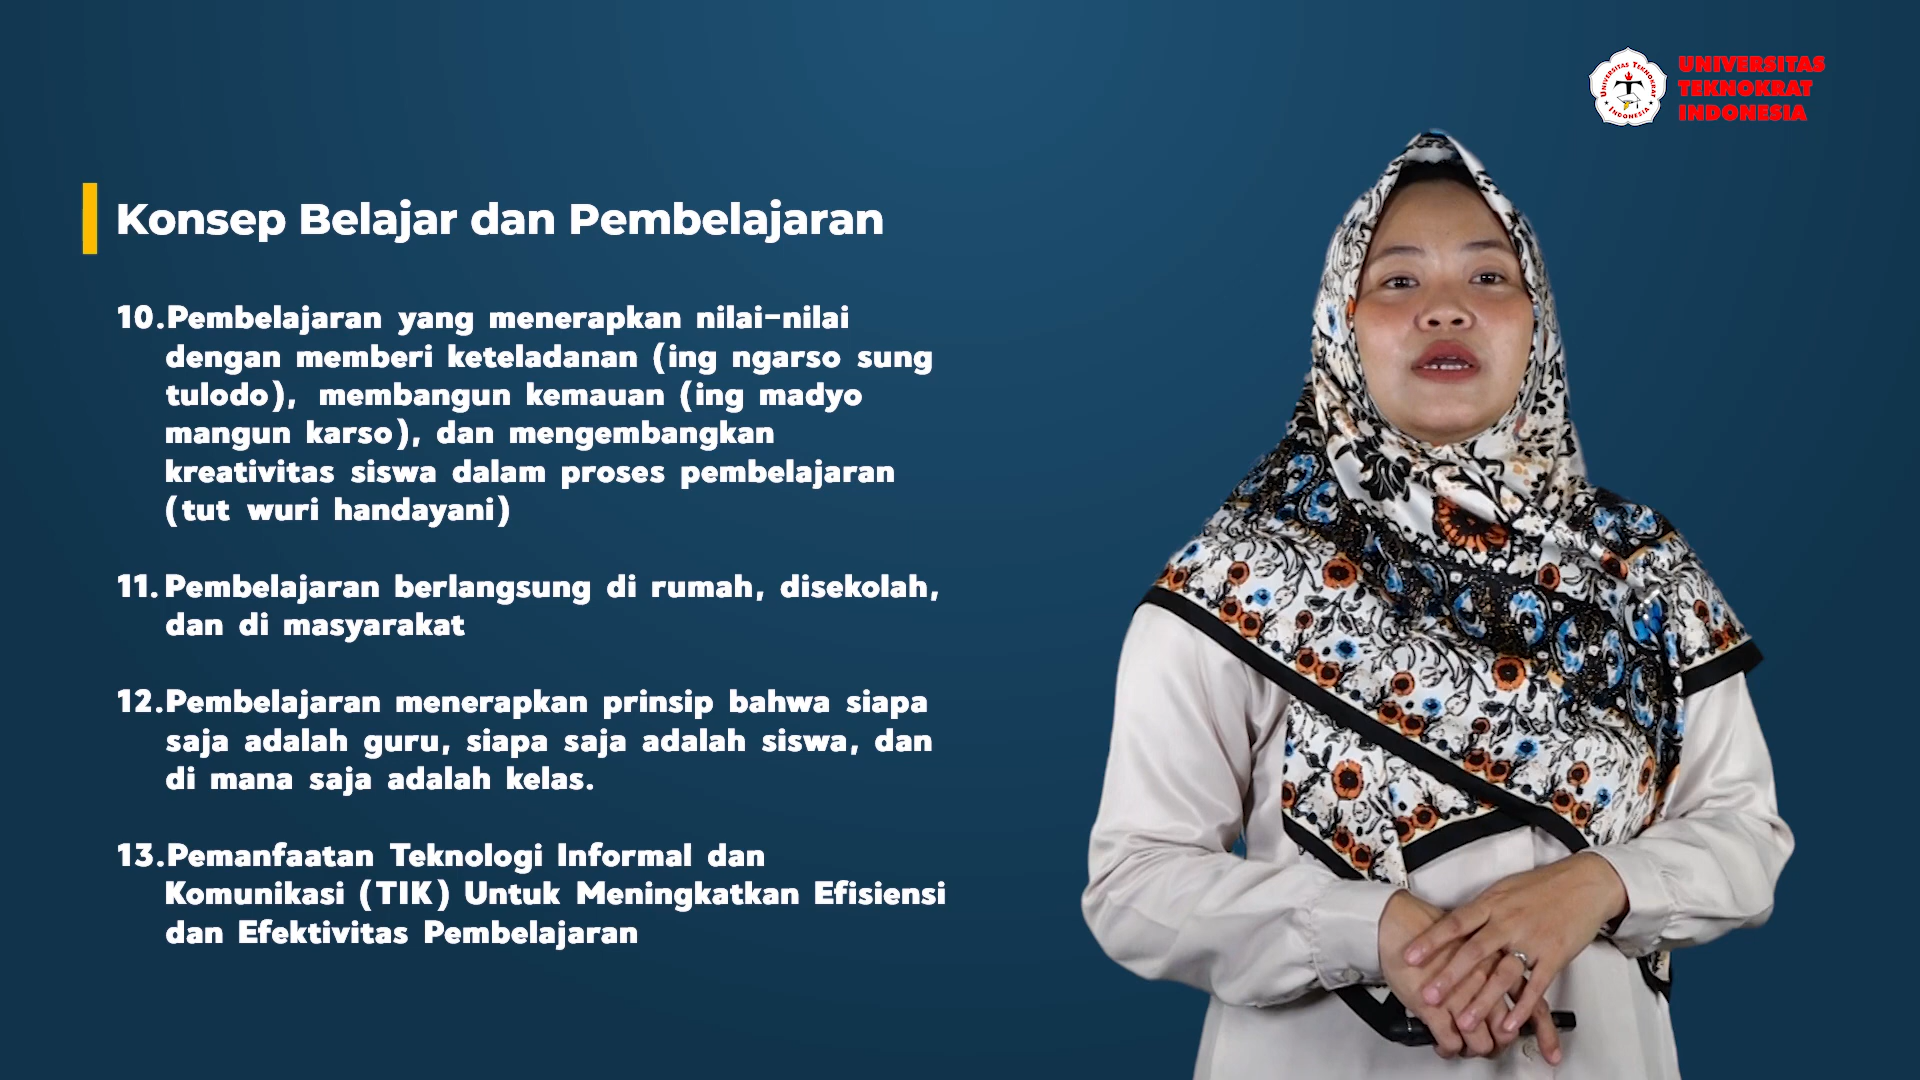 UNIVERSITAS TEKNOKRAT
INDONESIA
UNIVERSITAS
TEKNOKRAT
INDONESIA
Konsep Belajar dan Pembelajaran
10.Pembelajaran yang menerapkan nilai-nilai
dengan memberi keteladanan (ing ngarso sung
tulodo), membangun kemauan (ing madyo
mangun karso), dan mengembangkan
kreativitas siswa dalam proses pembelajaran
(tut wuri handayani)
11. Pembelajaran berlangsung di rumah, disekolah,
dan di masyarakat
12.Pembelajaran menerapkan prinsip bahwa siapa
saja adalah guru, siapa saja adalah siswa, dan
di mana saja adalah kelas.
13.Pemanfaatan Teknologi Informal dan
Komunikasi (TIK) Untuk Meningkatkan Efisiensi
dan Efektivitas Pembelajaran